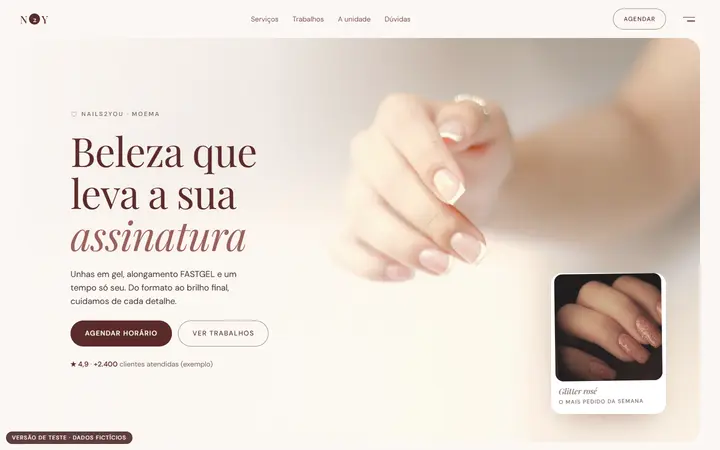 N 2 Y
Serviços
Trabalhos
A unidade
Dúvidas
AGENDAR
NAILS2YOU · MOEMA
Beleza que
leva a sua
assinatura
Unhas em gel, alongamento FASTGEL e um
tempo só seu. Do formato ao brilho final,
cuidamos de cada detalhe.
AGENDAR HORÁRIO
VER TRABALHOS
★ 4,9 · +2.400 clientes atendidas (exemplo)
Glitter rosé
O MAIS PEDIDO DA SEMANA
VERSÃO DE TESTE · DADOS FICTÍCIOS